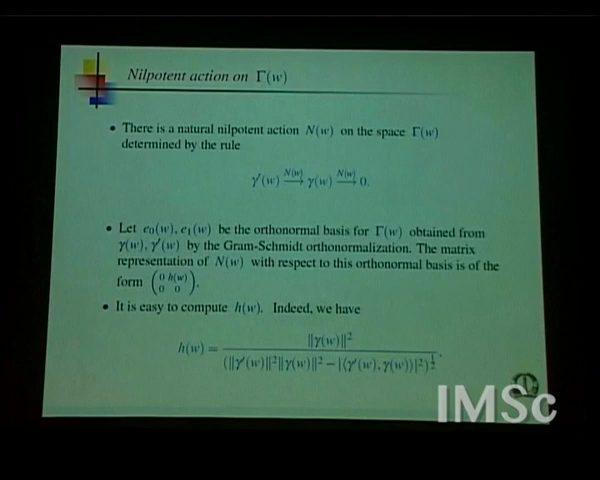 Nilpotent action on Γ(w)
• There is a natural nilpotent action N(w) on the space Γ(w)
determined by the rule
γ′(w) —N(w)→ γ(w) —N(w)→ 0.
• Let e₀(w), e₁(w) be the orthonormal basis for Γ(w) obtained from
γ(w), γ′(w) by the Gram-Schmidt orthonormalization. The matrix
representation of N(w) with respect to this orthonormal basis is of the
form (0 h(w) / 0 0).
• It is easy to compute h(w). Indeed, we have
h(w) = ‖γ(w)‖² / (‖γ′(w)‖²‖γ(w)‖² − |⟨γ′(w), γ(w)⟩|²)^½.
IMSc